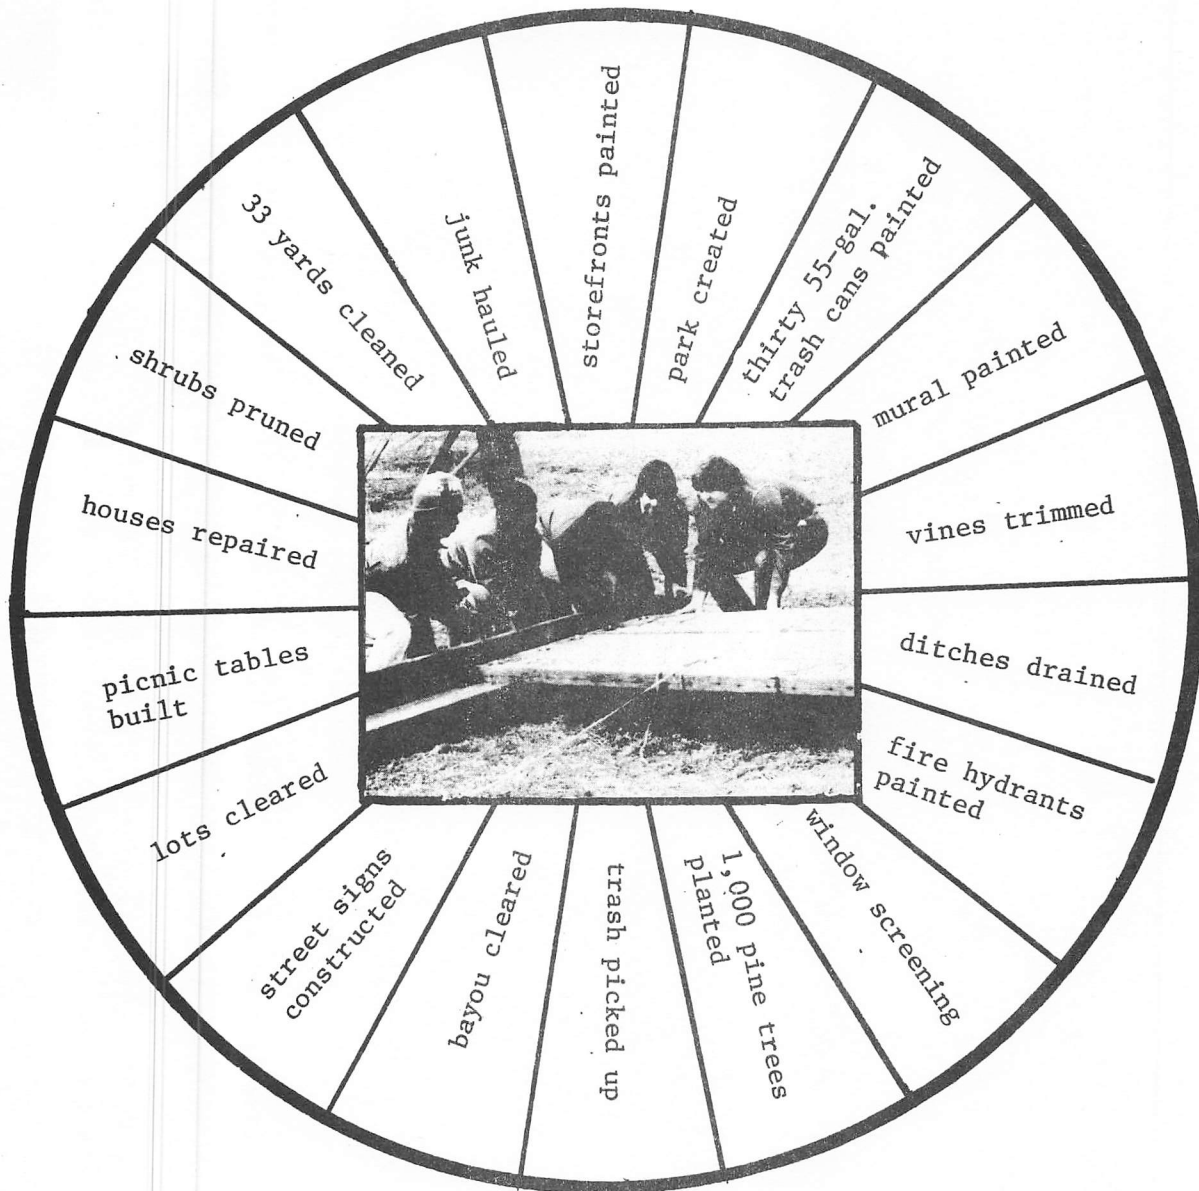 storefronts painted
park created
thirty 55-gal.
trash cans painted
mural painted
vines trimmed
ditches drained
fire hydrants
painted
window screening
1,000 pine trees
planted
trash picked up
bayou cleared
street signs
constructed
lots cleared
picnic tables
built
houses repaired
shrubs pruned
33 yards cleaned
junk hauled